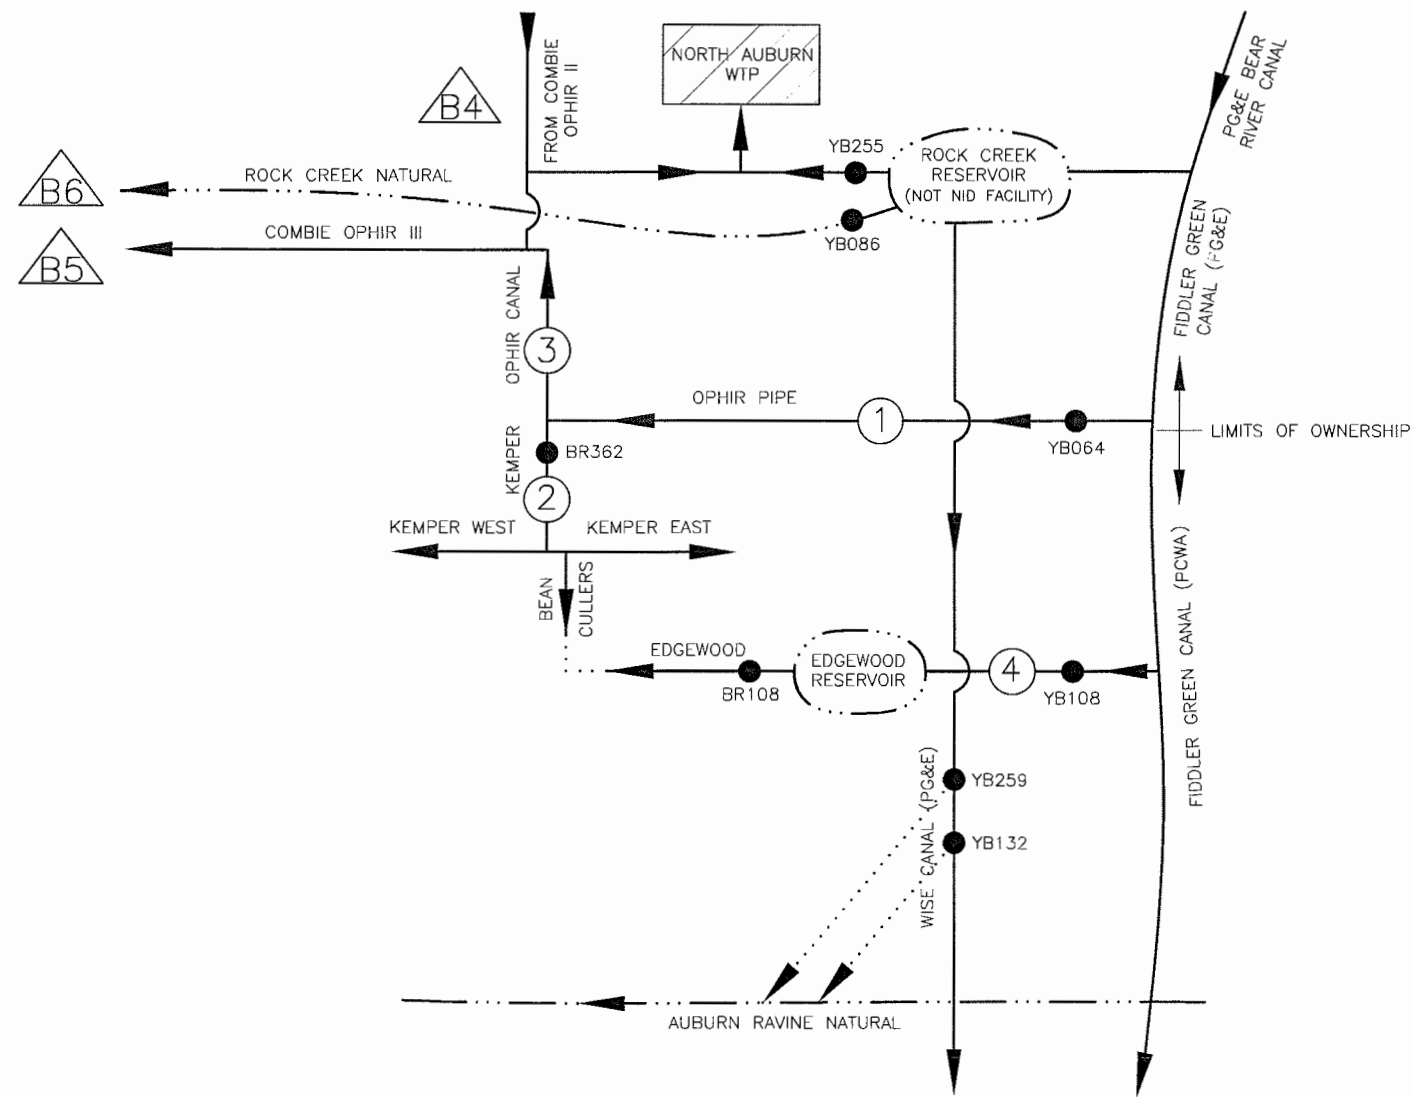 FROM COMBIE
OPHIR II
NORTH AUBURN
WTP
PG&E BEAR
RIVER CANAL
B4
YB255
ROCK CREEK
RESERVOIR
(NOT NID FACILITY)
B6
ROCK CREEK NATURAL
YB086
B5
COMBIE OPHIR III
FIDDLER GREEN
CANAL (PG&E)
OPHIR CANAL
3
OPHIR PIPE
1
YB064
LIMITS OF OWNERSHIP
KEMPER
BR362
2
KEMPER WEST
KEMPER EAST
BEAN
CULLERS
FIDDLER GREEN CANAL (PCWA)
EDGEWOOD
BR108
EDGEWOOD
RESERVOIR
4
YB108
WISE CANAL (PG&E)
YB259
YB132
AUBURN RAVINE NATURAL